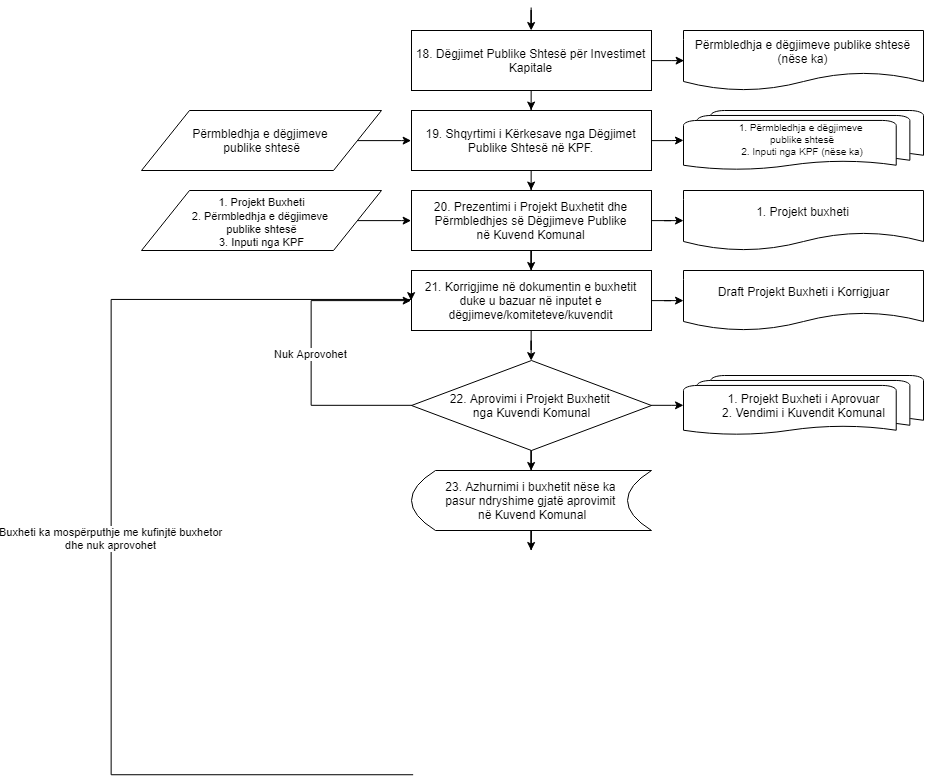 18. Dëgjimet Publike Shtesë për Investimet
Kapitale
Përmbledhja e dëgjimeve publike shtesë
(nëse ka)
Përmbledhja e dëgjimeve
publike shtesë
19. Shqyrtimi i Kërkesave nga Dëgjimet
Publike Shtesë në KPF.
1. Përmbledhja e dëgjimeve
publike shtesë
2. Inputi nga KPF (nëse ka)
1. Projekt Buxheti
2. Përmbledhja e dëgjimeve
publike shtesë
3. Inputi nga KPF
20. Prezentimi i Projekt Buxhetit dhe
Përmbledhjes së Dëgjimeve Publike
në Kuvend Komunal
1. Projekt buxheti
21. Korrigjime në dokumentin e buxhetit
duke u bazuar në inputet e
dëgjimeve/komiteteve/kuvendit
Draft Projekt Buxheti i Korrigjuar
Nuk Aprovohet
22. Aprovimi i Projekt Buxhetit
nga Kuvendi Komunal
1. Projekt Buxheti i Aprovuar
2. Vendimi i Kuvendit Komunal
23. Azhurnimi i buxhetit nëse ka
pasur ndryshime gjatë aprovimit
në Kuvend Komunal
Buxheti ka mospërputhje me kufinjtë buxhetor
dhe nuk aprovohet